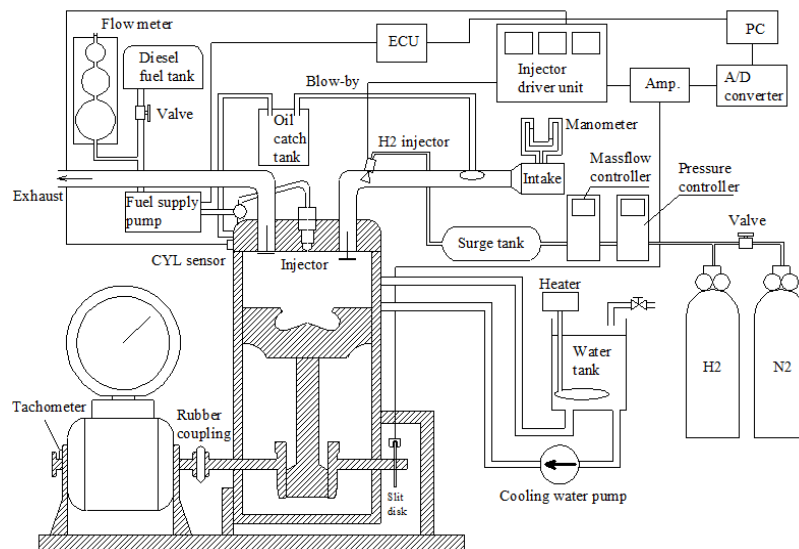 Flow meter
Diesel
fuel tank
Valve
ECU
Blow-by
Oil
catch
tank
H2 injector
Injector
driver unit
PC
Amp.
A/D
converter
Manometer
Intake
Massflow
controller
Pressure
controller
Valve
Exhaust
Fuel supply
pump
CYL sensor
Injector
Surge tank
Heater
Water
tank
H2
N2
Tachometer
Rubber
coupling
Slit
disk
Cooling water pump